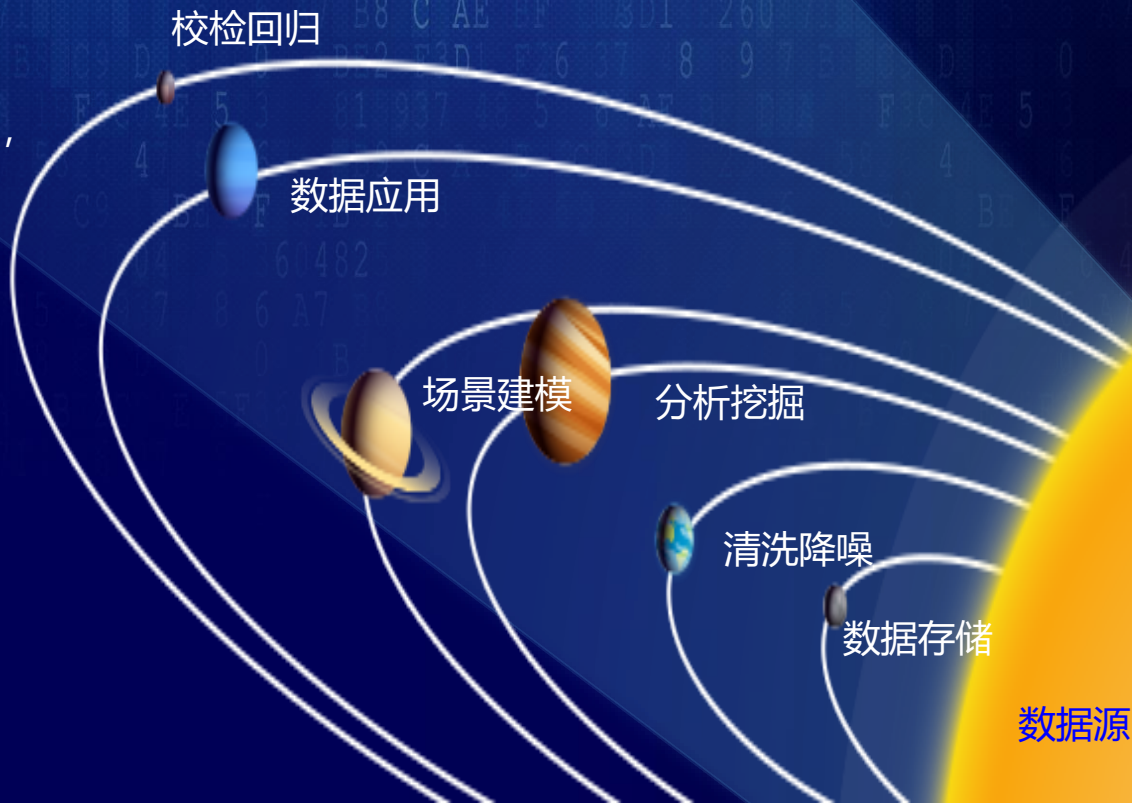 校检回归
，
数据应用
场景建模
分析挖掘
清洗降噪
数据存储
数据源